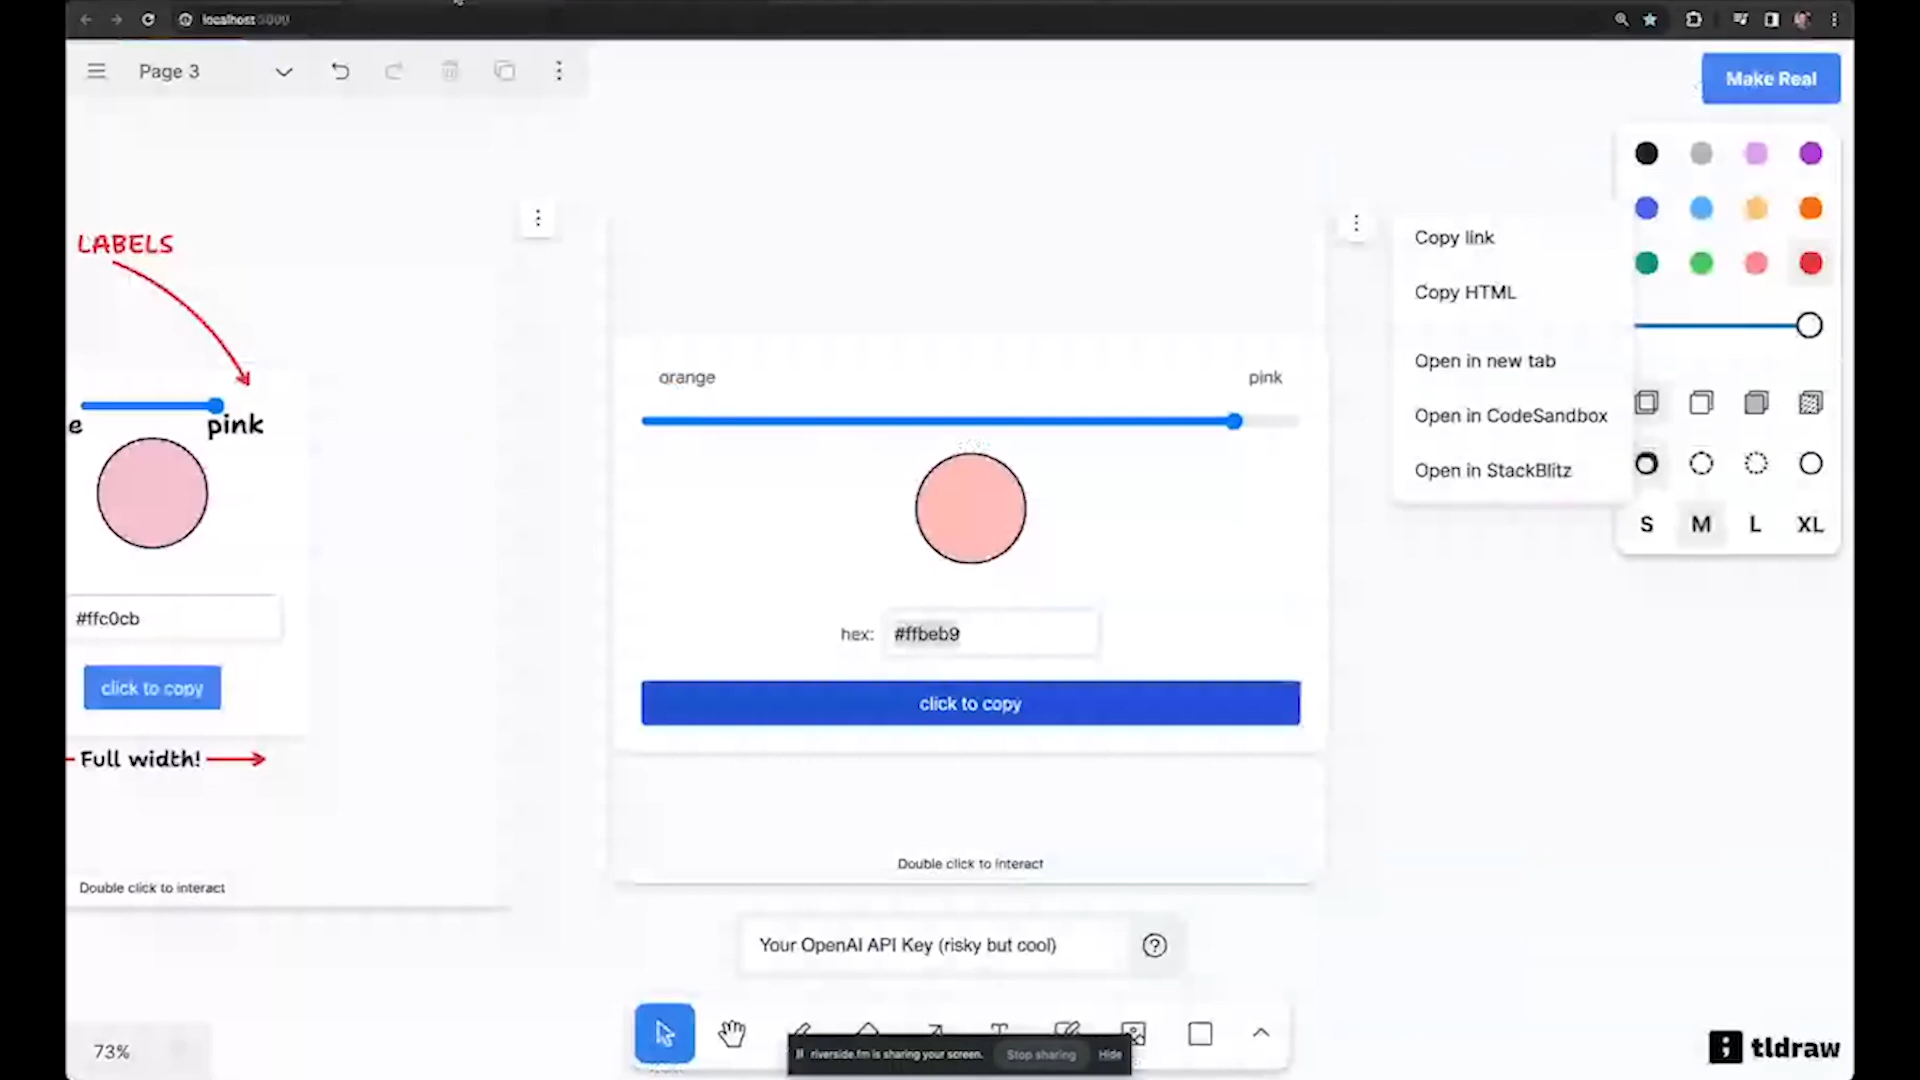 localhost:3000
Page 3
Make Real
LABELS
Copy link
Copy HTML
orange
pink
Open in new tab
e
pink
Open in CodeSandbox
Open in StackBlitz
S M L XL
#ffc0cb
hex:
#ffbeb9
click to copy
click to copy
Full width!
Double click to interact
Double click to interact
Your OpenAI API Key (risky but cool)
73%
riverside.fm is sharing your screen.
Stop sharing
Hide
tldraw